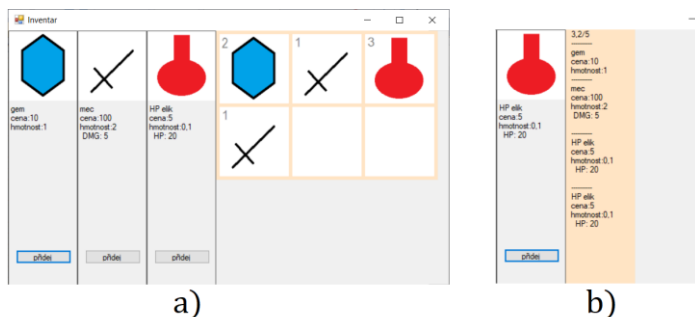 Inventar
gem
cena:10
hmotnost:1
přidej
mec
cena:100
hmotnost:2
DMG: 5
přidej
HP elik
cena:5
hmotnost:0,1
HP: 20
přidej
2
1
3
1
a)
HP elik
cena:5
hmotnost:0,1
HP: 20
přidej
3,2/5
--------
gem
cena:10
hmotnost:1
--------
mec
cena:100
hmotnost:2
DMG: 5
--------
HP elik
cena:5
hmotnost:0,1
HP: 20
--------
HP elik
cena:5
hmotnost:0,1
HP: 20
b)